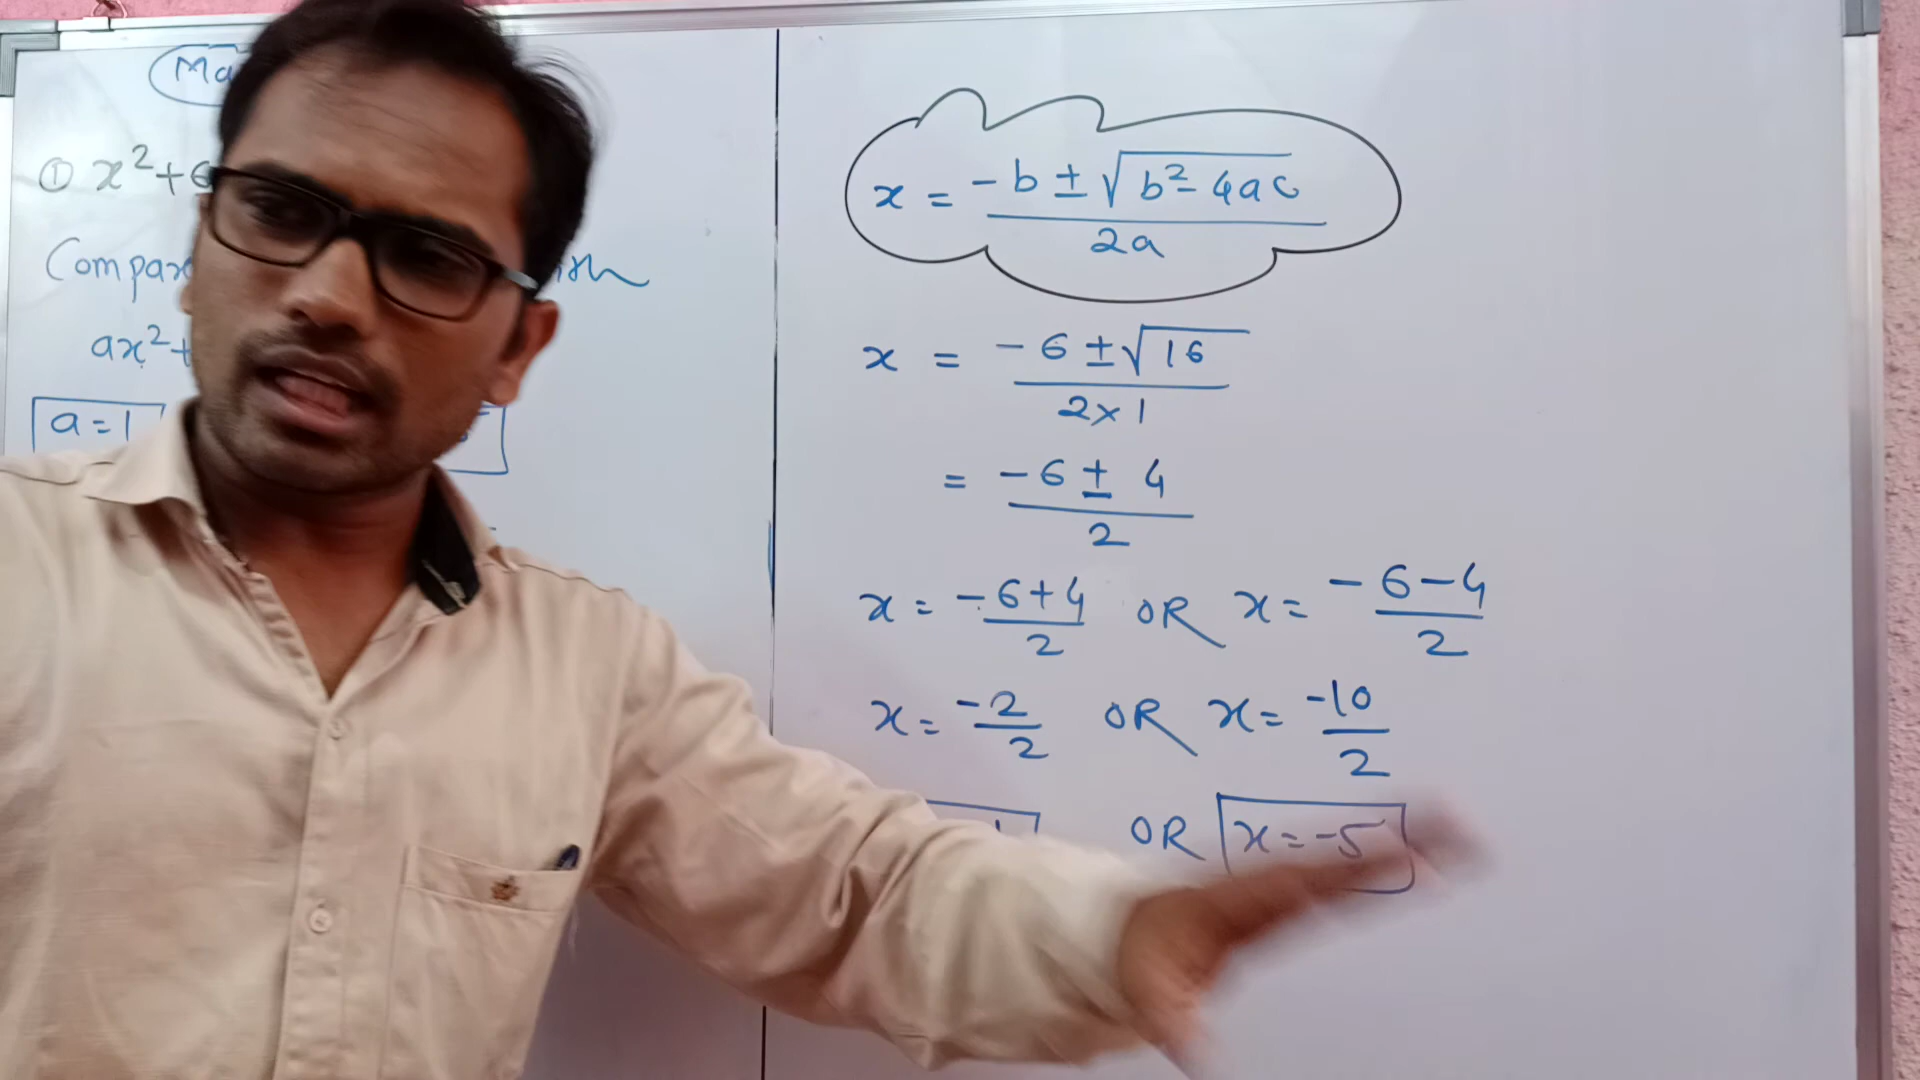 Ma
① x²+6
Compare
ax²+
a=1
x = -b ± √b²-4ac / 2a
x = -6 ± √16 / 2×1
= -6 ± 4 / 2
x = -6+4 / 2 OR x = -6-4 / 2
x = -2 / 2 OR x = -10 / 2
OR x = -5